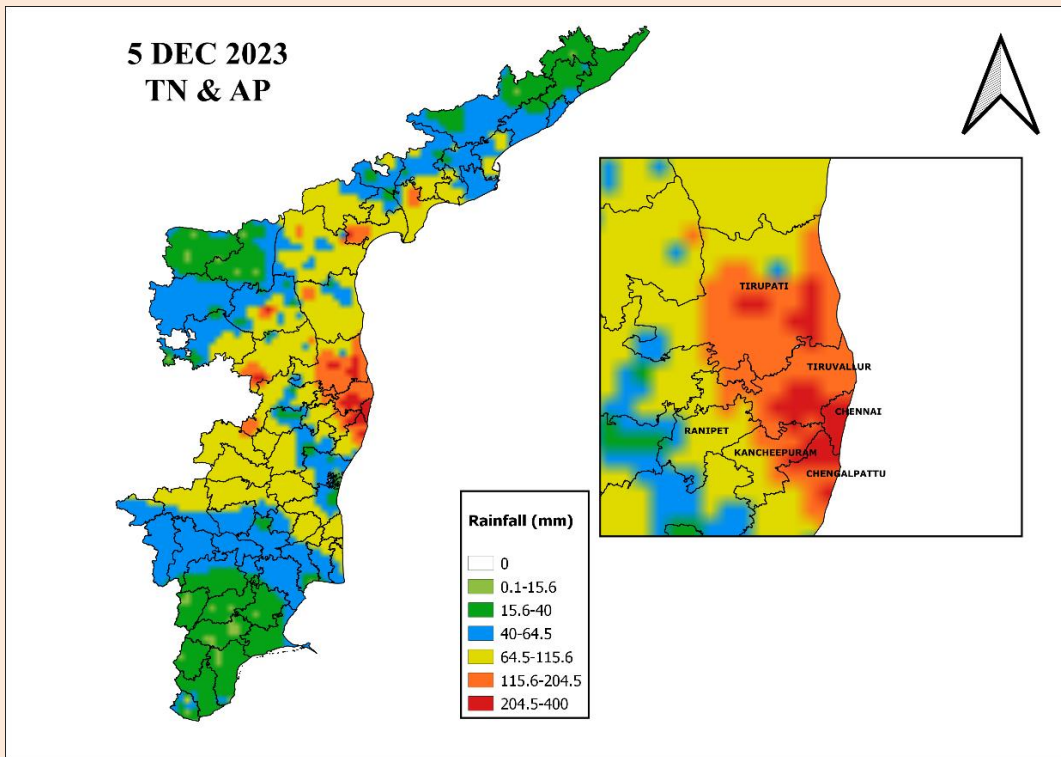 5 DEC 2023
TN & AP
TIRUPATI
TIRUVALLUR
CHENNAI
RANIPET
KANCHEEPURAM
CHENGALPATTU
Rainfall (mm)
0
0.1-15.6
15.6-40
40-64.5
64.5-115.6
115.6-204.5
204.5-400